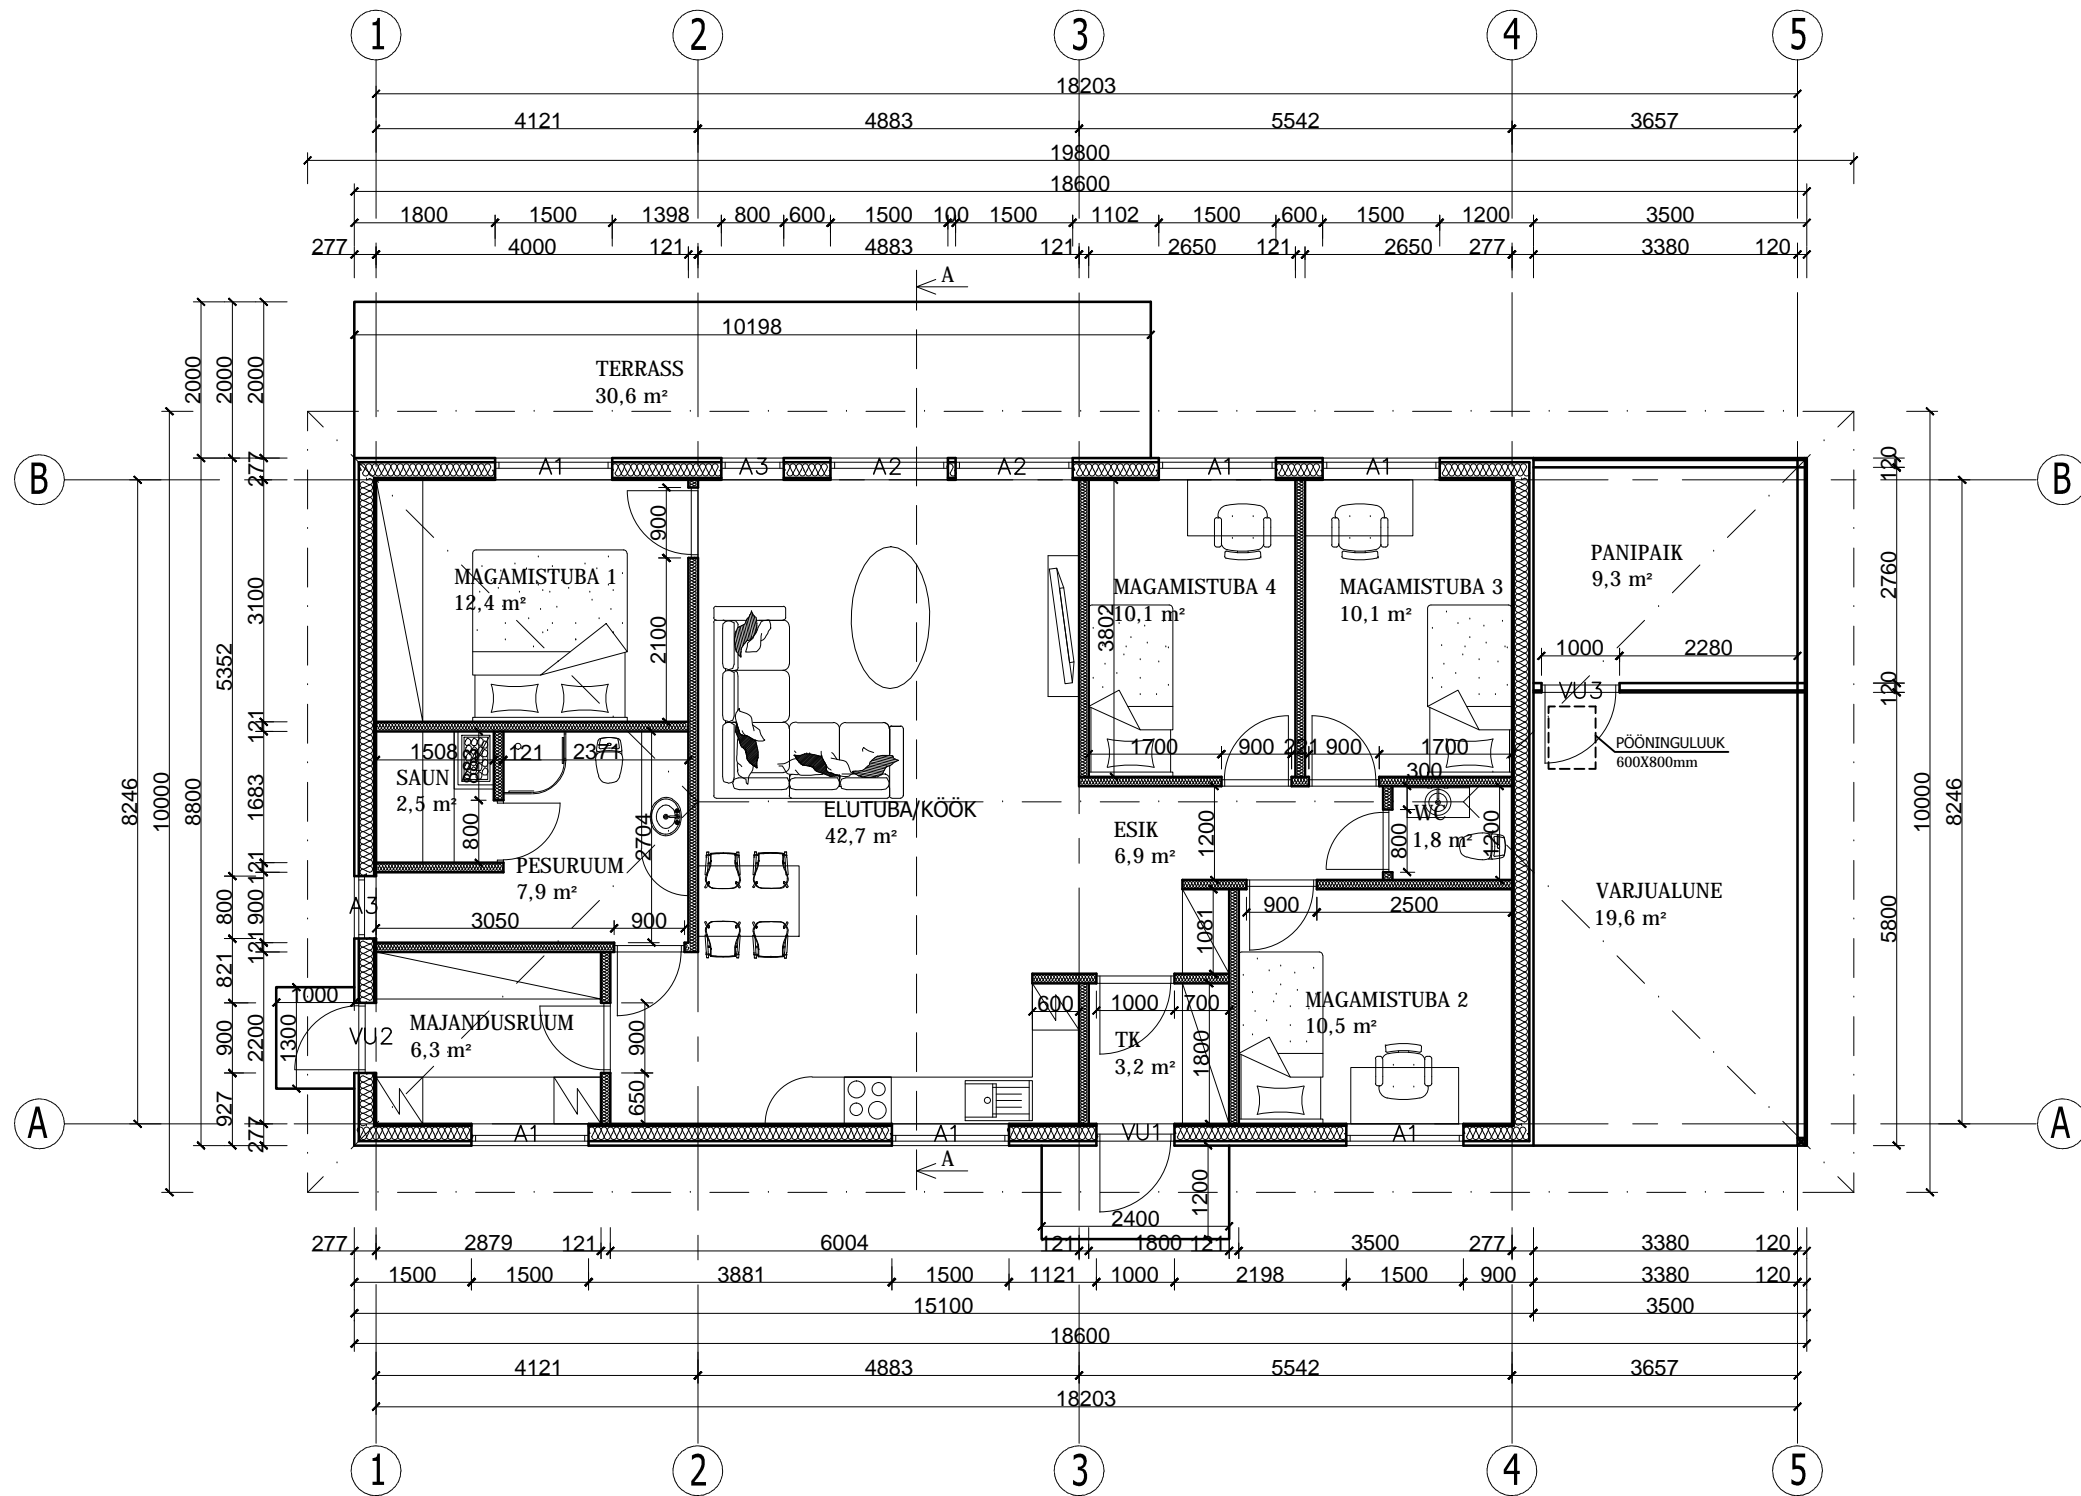 1 2 3 4 5
18203
4121 4883 5542 3657
19800
18600
1800 1500 1398 800 600 1500 100 1500 1102 1500 600 1500 1200 3500
277 4000 121 4883 121 2650 121 2650 277 3380 120
A
10198
TERRASS
30,6 m²
2000 2000 2000
B A1 A3 A2 A2 A1 A1 B
277 120
MAGAMISTUBA 1
12,4 m²
900
2100
3100
5352
MAGAMISTUBA 4
10,1 m²
3802
MAGAMISTUBA 3
10,1 m²
PANIPAIK
9,3 m²
2760
1000 2280
VU3
120
PÖÖNINGULUUK
600X800mm
121
1508 883 121 2371
1700 900 221 900 1700
300
SAUN
2,5 m²
800
1683
2704
ELUTUBA/KÖÖK
42,7 m²
ESIK
6,9 m²
1200
WC
1,8 m²
800
1200
8246 10000 8800
10000 8246
121
PESURUUM
7,9 m²
A3
800 900
3050 900
900 2500
1081
VARJUALUNE
19,6 m²
5800
821 121
1000
1300
VU2
MAJANDUSRUUM
6,3 m²
900 2200
900
650
600 1000 700
TK
3,2 m²
1800
MAGAMISTUBA 2
10,5 m²
927
277
A A1 A1 VU1 A1 A
A
1200
2400
277 2879 121 6004 121 1800 121 3500 277 3380 120
1500 1500 3881 1500 1121 1000 2198 1500 900 3380 120
15100 3500
18600
4121 4883 5542 3657
18203
1 2 3 4 5